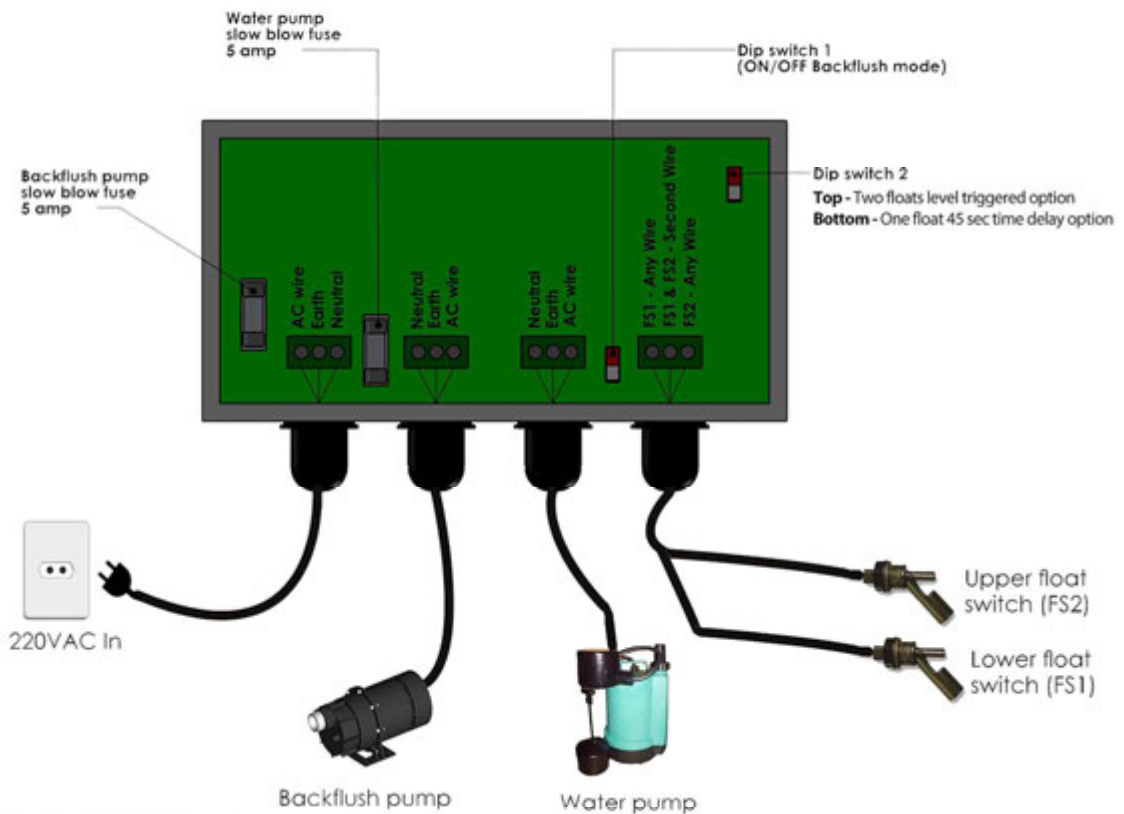 Water pump
slow blow fuse
5 amp
Dip switch 1
(ON/OFF Backflush mode)
Backflush pump
slow blow fuse
5 amp
Dip switch 2
Top - Two floats level triggered option
Bottom - One float 45 sec time delay option
AC wire
Earth
Neutral
Neutral
Earth
AC wire
Neutral
Earth
AC wire
FS1 - Any Wire
FS1 & FS2 - Second Wire
FS2 - Any Wire
220VAC In
Backflush pump
Water pump
Upper float
switch (FS2)
Lower float
switch (FS1)